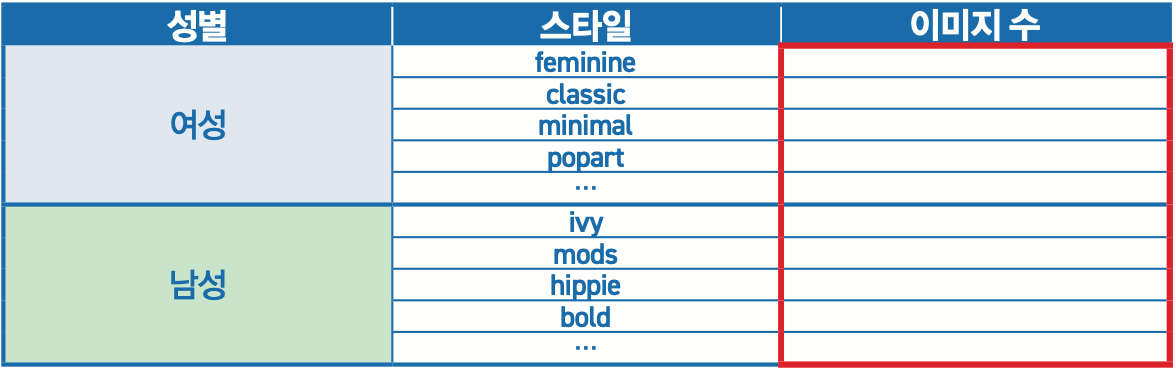 성별 스타일 이미지 수
여성
feminine
classic
minimal
popart
...
남성
ivy
mods
hippie
bold
...